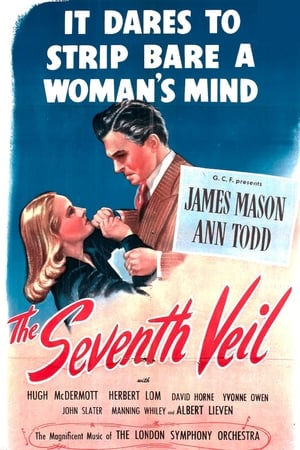 IT DARES TO
STRIP BARE A
WOMAN'S MIND
G. C. F. presents
JAMES MASON
ANN TODD
The Seventh Veil
with
HUGH McDERMOTT HERBERT LOM DAVID HORNE YVONNE OWEN
JOHN SLATER MANNING WHILEY and ALBERT LIEVEN
The Magnificent Music of THE LONDON SYMPHONY ORCHESTRA